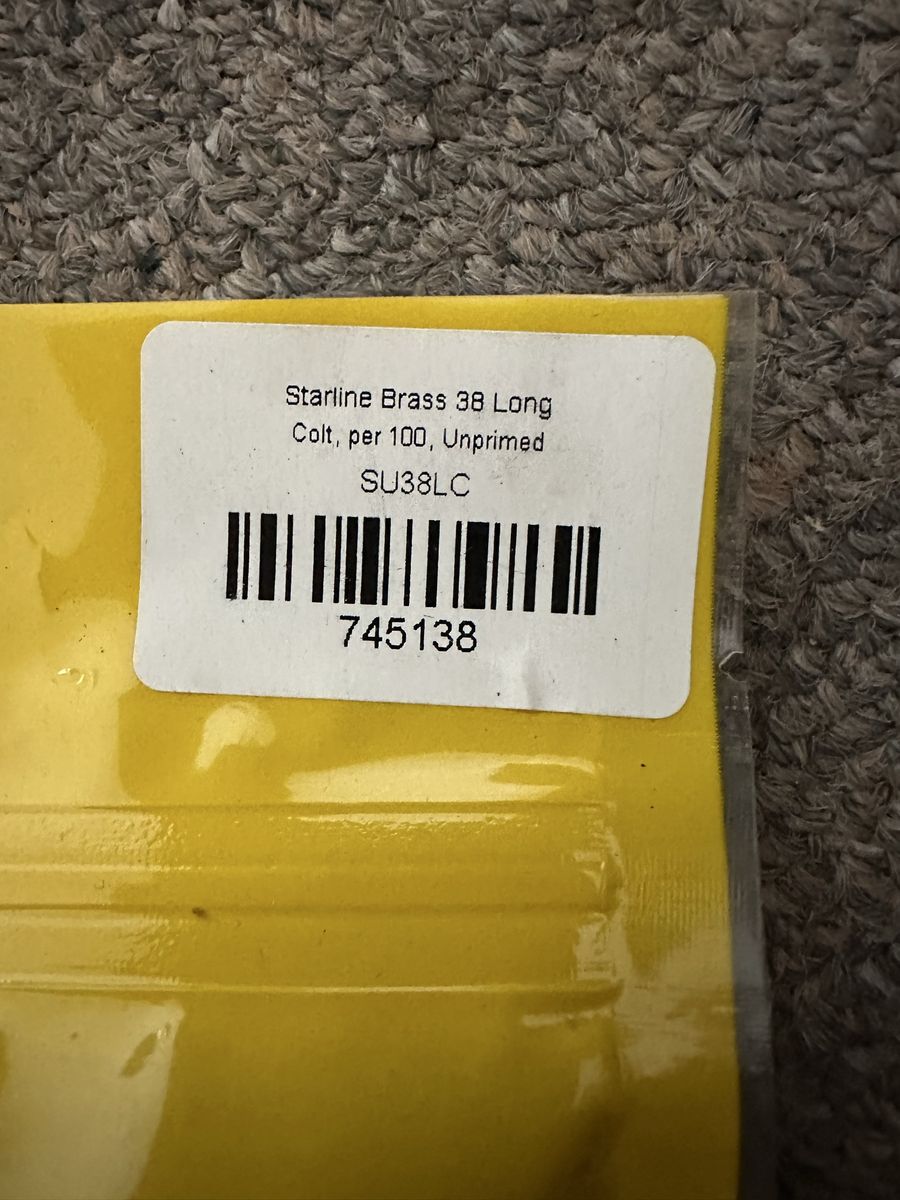 Starline Brass 38 Long
Colt, per 100, Unprimed
SU38LC
745138